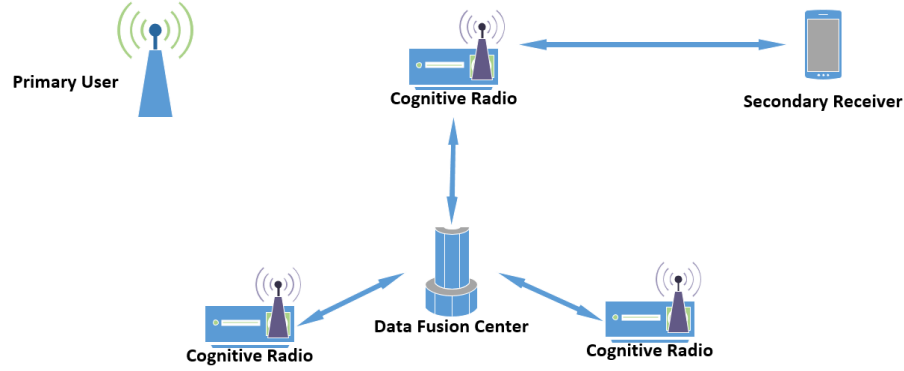 Primary User
Cognitive Radio
Secondary Receiver
Data Fusion Center
Cognitive Radio
Cognitive Radio